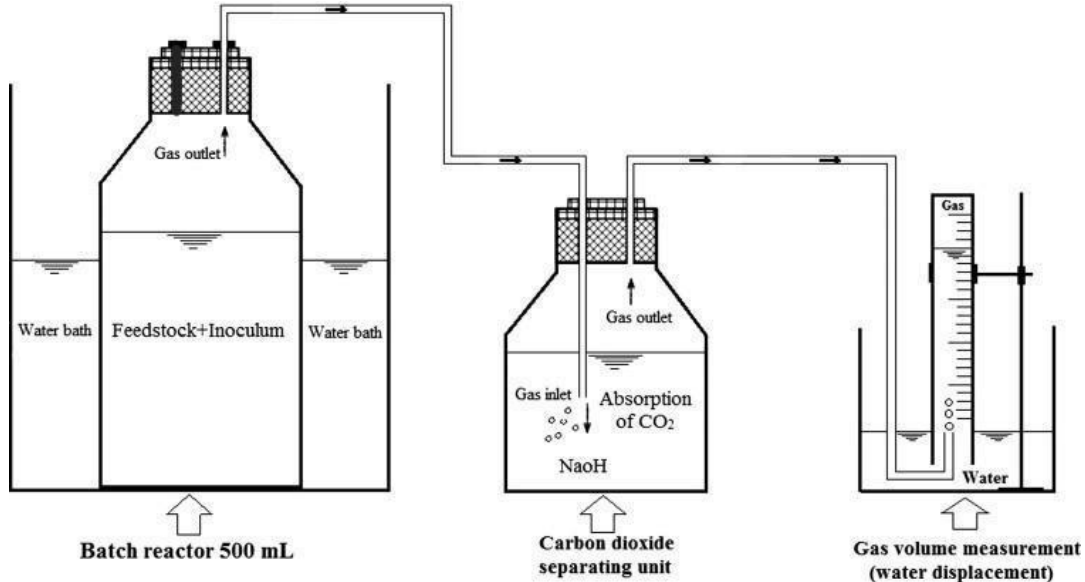 Gas outlet
Water bath
Feedstock+Inoculum
Water bath
Batch reactor 500 mL
Gas outlet
Gas inlet
Absorption
of CO₂
NaoH
Carbon dioxide
separating unit
Gas
Water
Gas volume measurement
(water displacement)